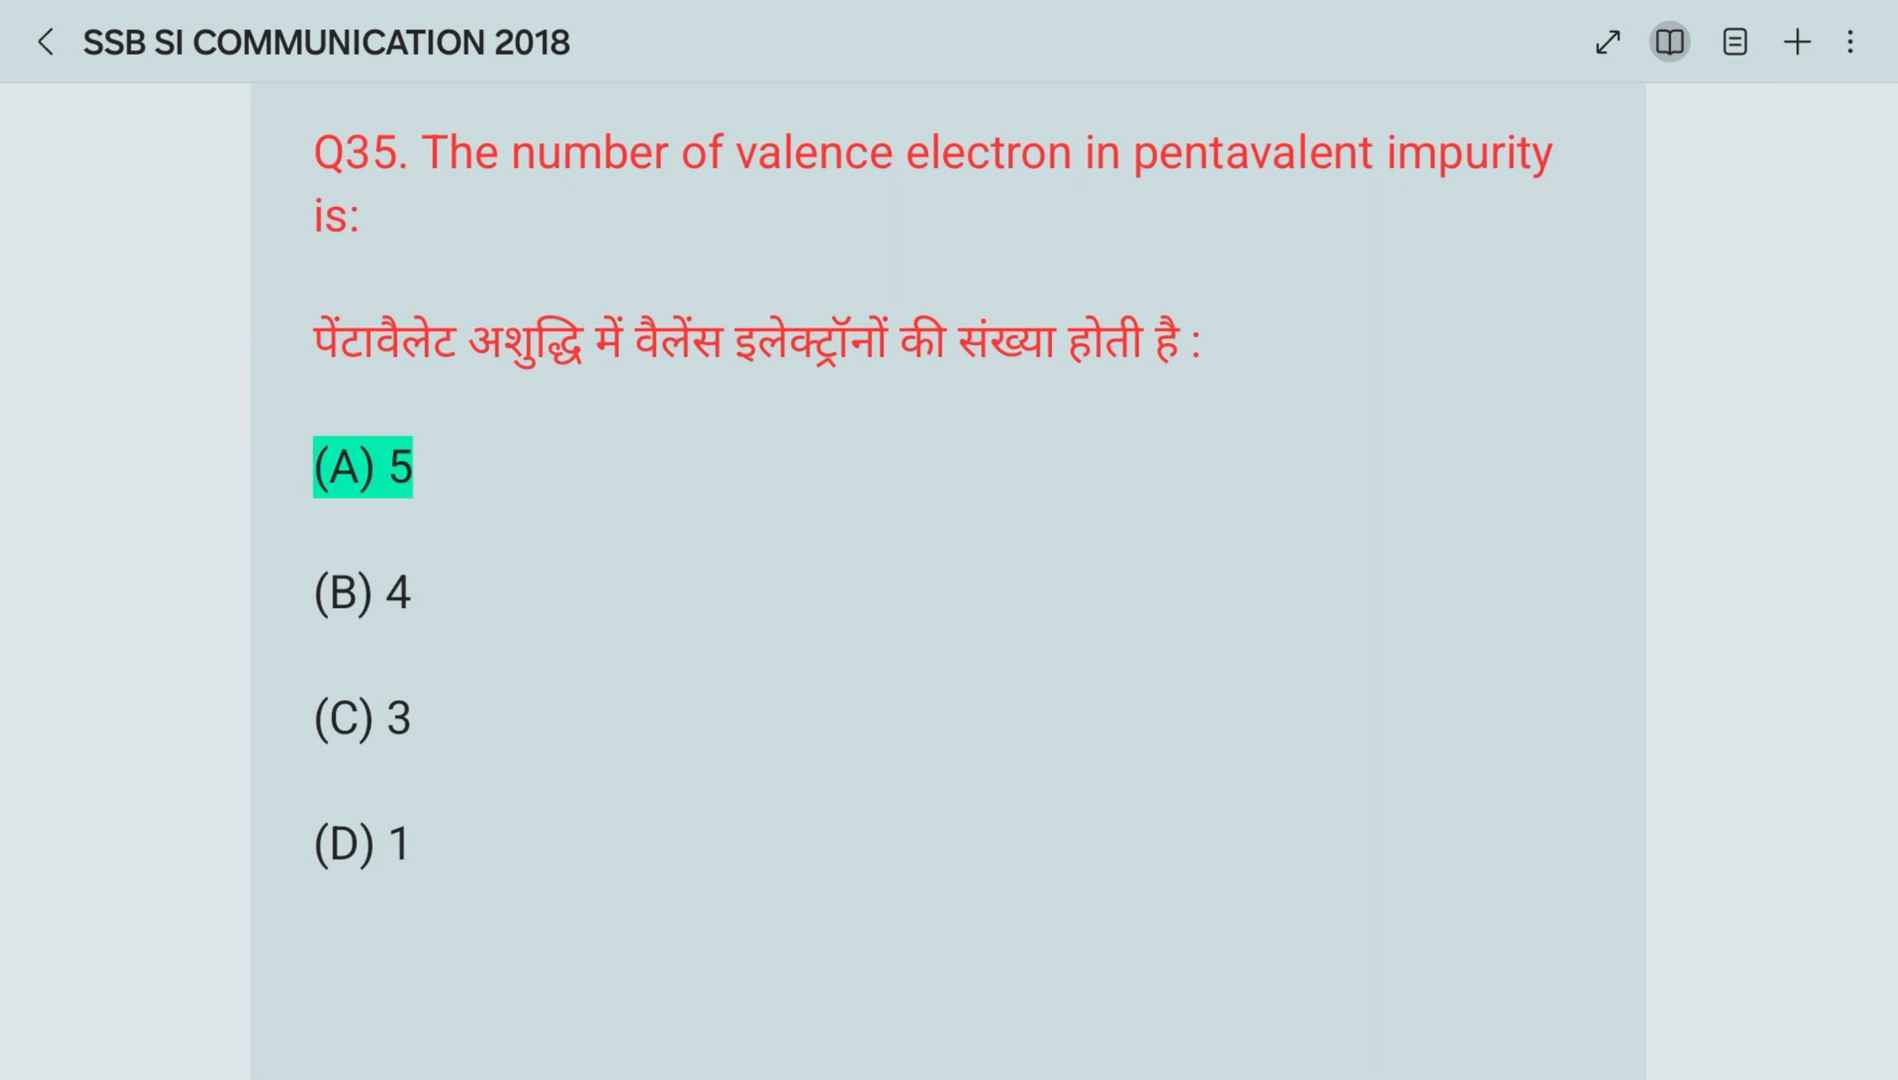 SSB SI COMMUNICATION 2018
Q35. The number of valence electron in pentavalent impurity
is:
पेंटावैलेट अशुद्धि में वैलेंस इलेक्ट्रॉनों की संख्या होती है :
(A) 5
(B) 4
(C) 3
(D) 1